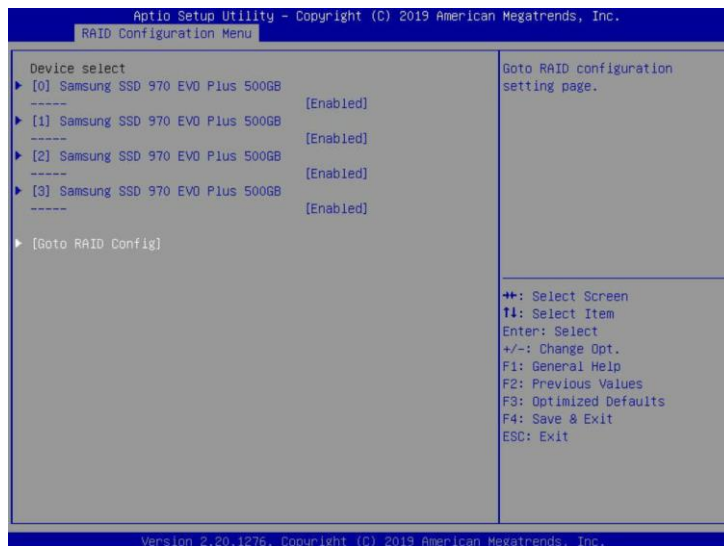 Aptio Setup Utility – Copyright (C) 2019 American Megatrends, Inc.
RAID Configuration Menu
Device select
[0] Samsung SSD 970 EVO Plus 500GB
----- [Enabled]
[1] Samsung SSD 970 EVO Plus 500GB
----- [Enabled]
[2] Samsung SSD 970 EVO Plus 500GB
----- [Enabled]
[3] Samsung SSD 970 EVO Plus 500GB
----- [Enabled]
[Goto RAID Config]
Goto RAID configuration
setting page.
→←: Select Screen
↑↓: Select Item
Enter: Select
+/-: Change Opt.
F1: General Help
F2: Previous Values
F3: Optimized Defaults
F4: Save & Exit
ESC: Exit
Version 2.20.1276. Copyright (C) 2019 American Megatrends, Inc.